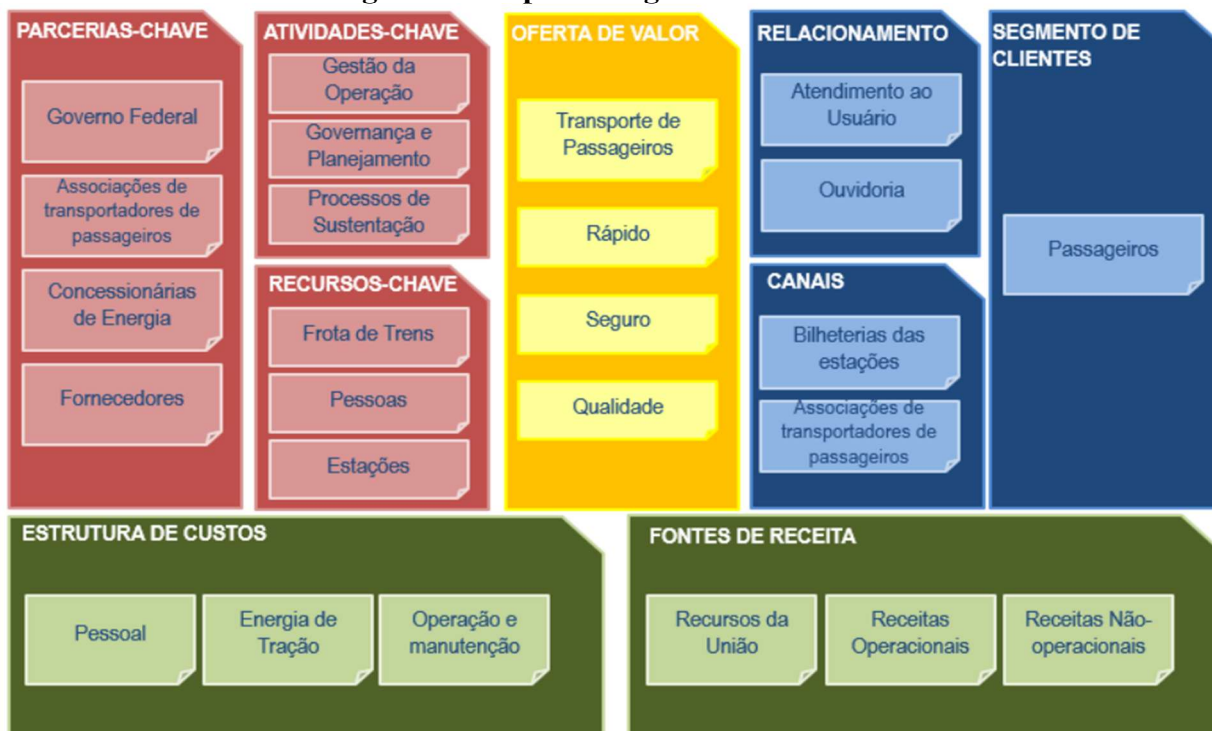 PARCERIAS-CHAVE
Governo Federal
Associações de
transportadores de
passageiros
Concessionárias
de Energia
Fornecedores
ATIVIDADES-CHAVE
Gestão da
Operação
Governança e
Planejamento
Processos de
Sustentação
RECURSOS-CHAVE
Frota de Trens
Pessoas
Estações
OFERTA DE VALOR
Transporte de
Passageiros
Rápido
Seguro
Qualidade
RELACIONAMENTO
Atendimento ao
Usuário
Ouvidoria
CANAIS
Bilheterias das
estações
Associações de
transportadores de
passageiros
SEGMENTO DE
CLIENTES
Passageiros
ESTRUTURA DE CUSTOS
Pessoal
Energia de
Tração
Operação e
manutenção
FONTES DE RECEITA
Recursos da
União
Receitas
Operacionais
Receitas Não-
operacionais